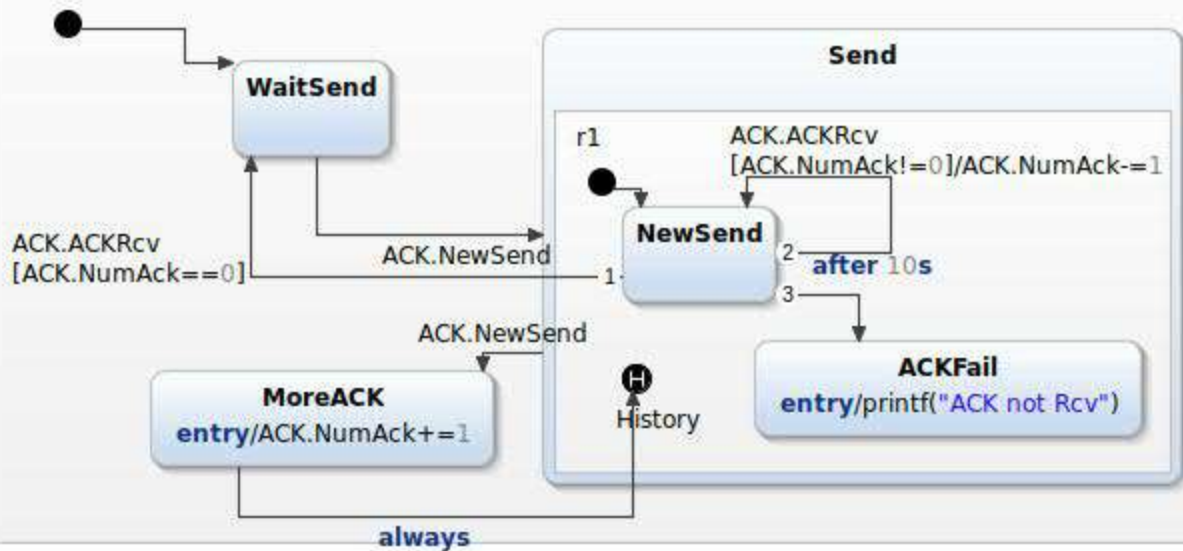 WaitSend
Send
r1
ACK.ACKRcv
[ACK.NumAck!=0]/ACK.NumAck-=1
NewSend
ACK.ACKRcv
[ACK.NumAck==0]
ACK.NewSend
1
2
after 10s
3
ACK.NewSend
MoreACK
entry/ACK.NumAck+=1
H
History
ACKFail
entry/printf("ACK not Rcv")
always